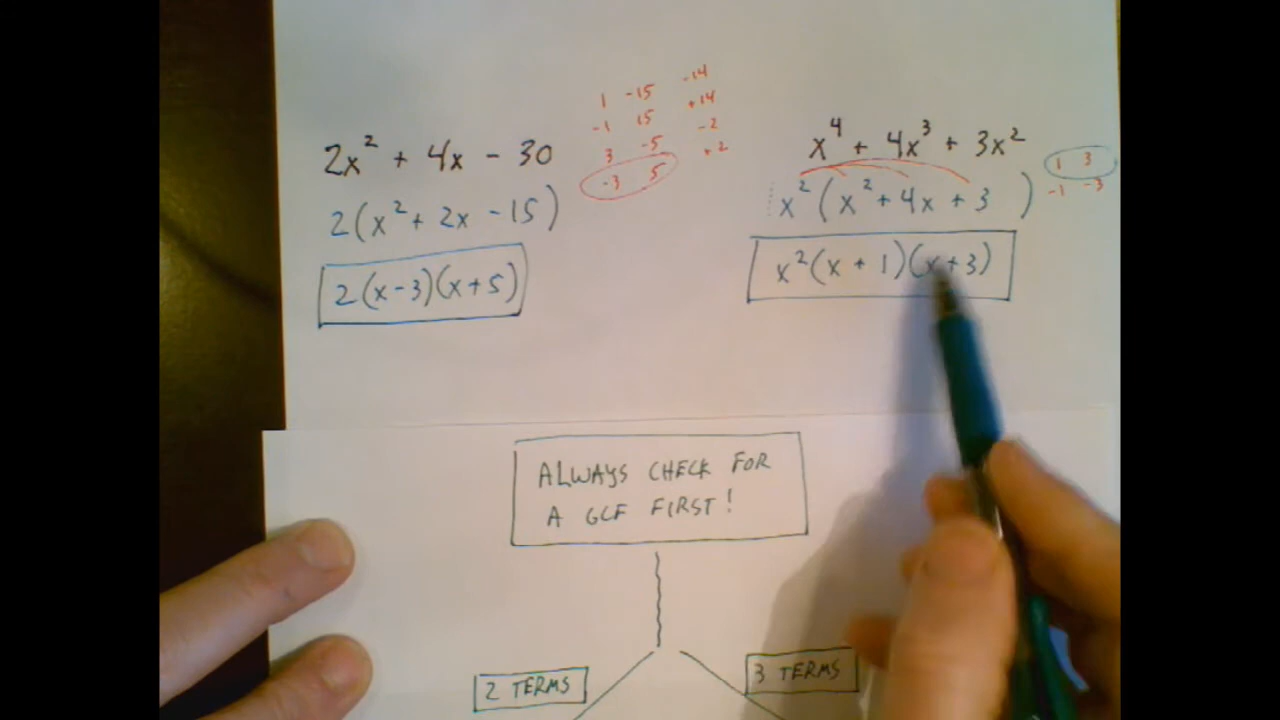 2x² + 4x - 30
2(x² + 2x - 15)
2(x-3)(x+5)
1 -15 -14
-1 15 +14
3 -5 -2
-3 5 +2
x⁴ + 4x³ + 3x²
x²(x² + 4x + 3)
x²(x + 1)(x+3)
1 3
-1 -3
ALWAYS CHECK FOR
A GCF FIRST!
2 TERMS
3 TERMS